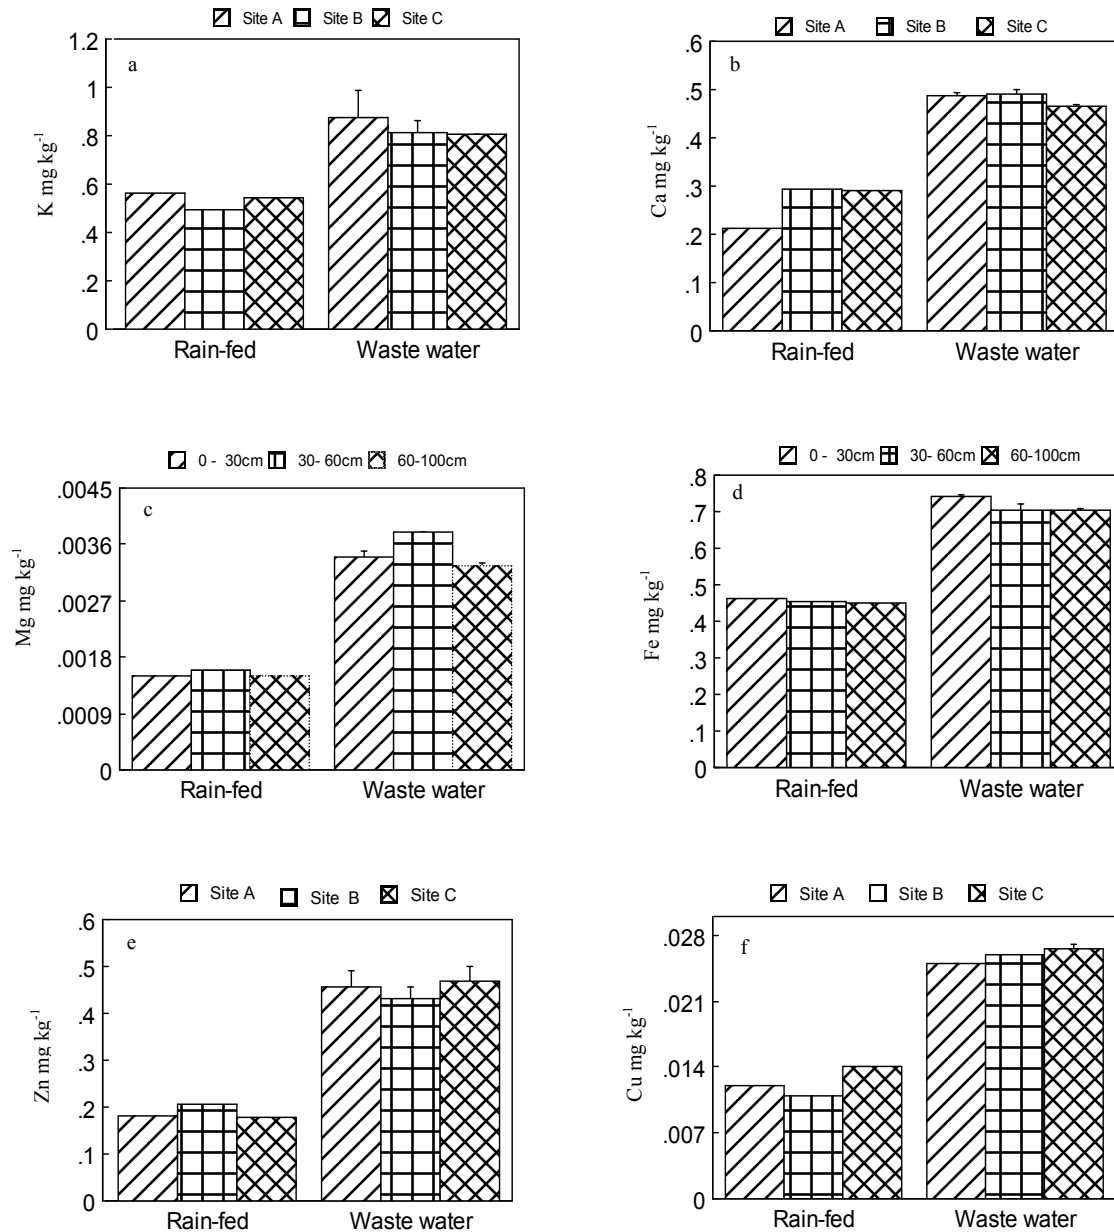 Site A Site B Site C
1.2
1
.8
.6
.4
.2
0
K mg kg-1
a
Rain-fed Waste water
Site A Site B Site C
.6
.5
.4
.3
.2
.1
0
Ca mg kg-1
b
Rain-fed Waste water
0 - 30cm 30- 60cm 60-100cm
.0045
.0036
.0027
.0018
.0009
0
Mg mg kg-1
c
Rain-fed Waste water
0 - 30cm 30- 60cm 60-100cm
.8
.7
.6
.5
.4
.3
.2
.1
0
Fe mg kg-1
d
Rain-fed Waste water
Site A Site B Site C
.6
.5
.4
.3
.2
.1
0
Zn mg kg-1
e
Rain-fed Waste water
Site A Site B Site C
.028
.021
.014
.007
0
Cu mg kg-1
f
Rain-fed Waste water